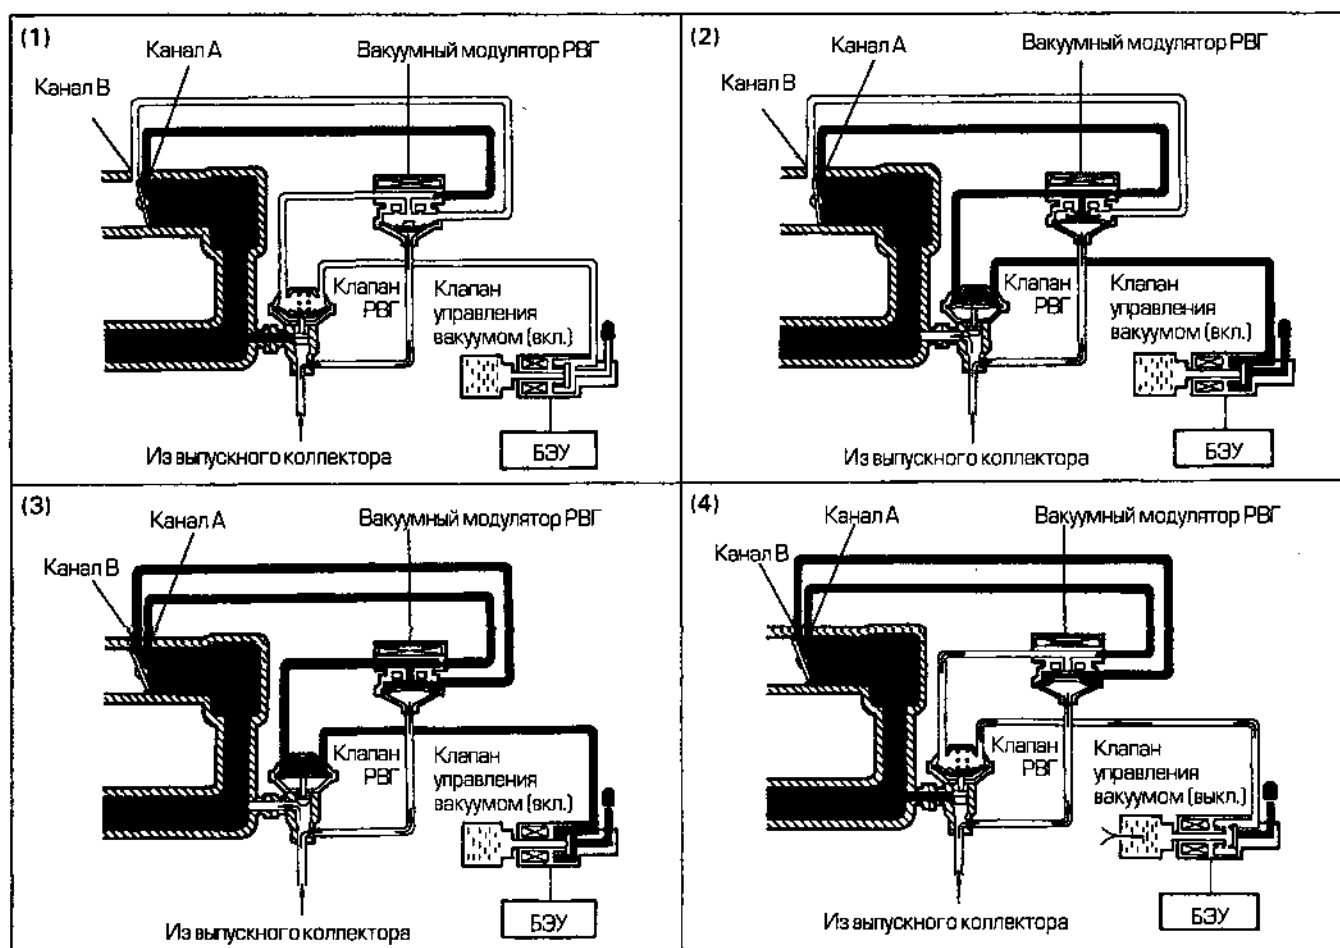 (1)
Канал А
Вакуумный модулятор РВГ
Канал В
Клапан
РВГ
Клапан
управления
вакуумом (вкл.)
БЭУ
Из выпускного коллектора
(2)
Канал А
Вакуумный модулятор РВГ
Канал В
Клапан
РВГ
Клапан
управления
вакуумом (вкл.)
БЭУ
Из выпускного коллектора
(3)
Канал А
Вакуумный модулятор РВГ
Канал В
Клапан
РВГ
Клапан
управления
вакуумом (вкл.)
БЭУ
Из выпускного коллектора
(4)
Канал А
Вакуумный модулятор РВГ
Канал В
Клапан
РВГ
Клапан
управления
вакуумом (выкл.)
БЭУ
Из выпускного коллектора